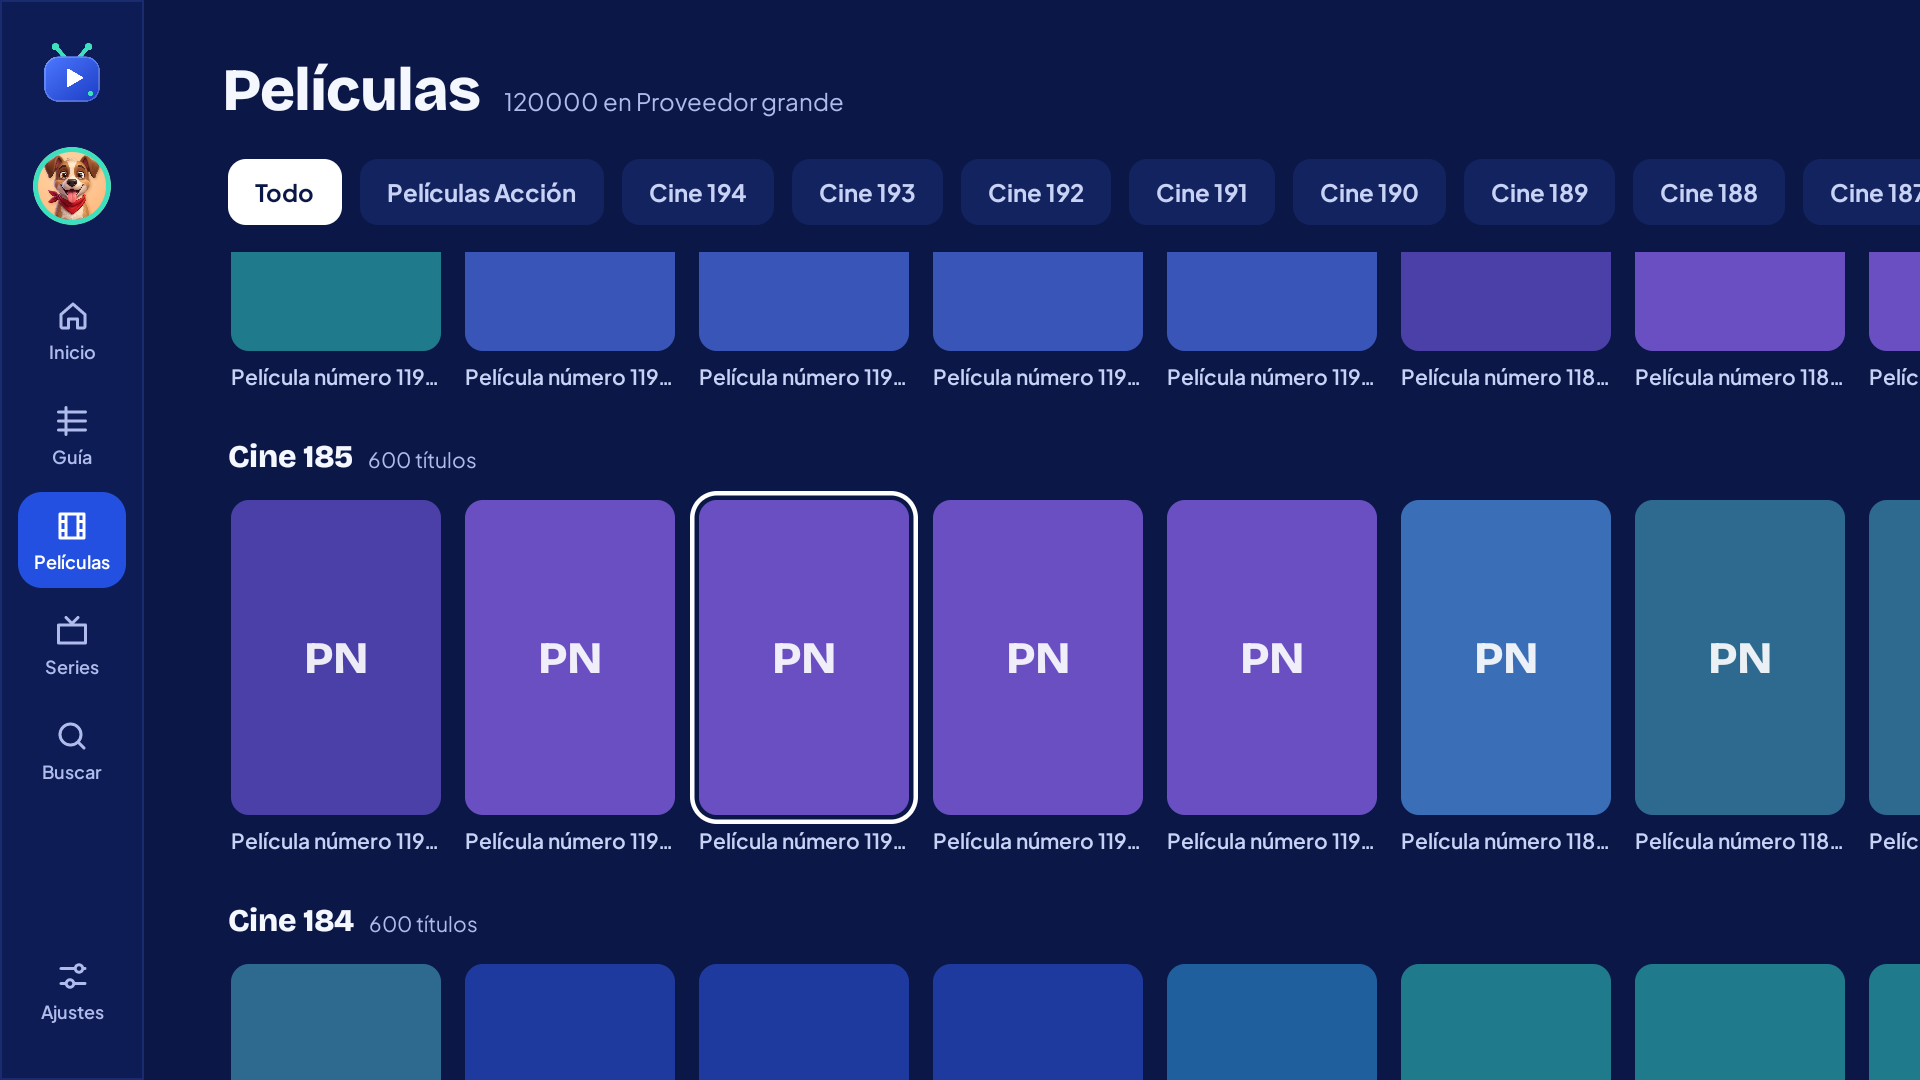 Películas 120000 en Proveedor grande
Todo Películas Acción Cine 194 Cine 193 Cine 192 Cine 191 Cine 190 Cine 189 Cine 188 Cine 187
Inicio
Guía
Películas
Series
Buscar
Ajustes
Película número 119... Película número 119... Película número 119... Película número 119... Película número 119... Película número 118... Película número 118... Pelíc
Cine 185 600 títulos
PN PN PN PN PN PN PN
Película número 119... Película número 119... Película número 119... Película número 119... Película número 119... Película número 118... Película número 118... Pelíc
Cine 184 600 títulos